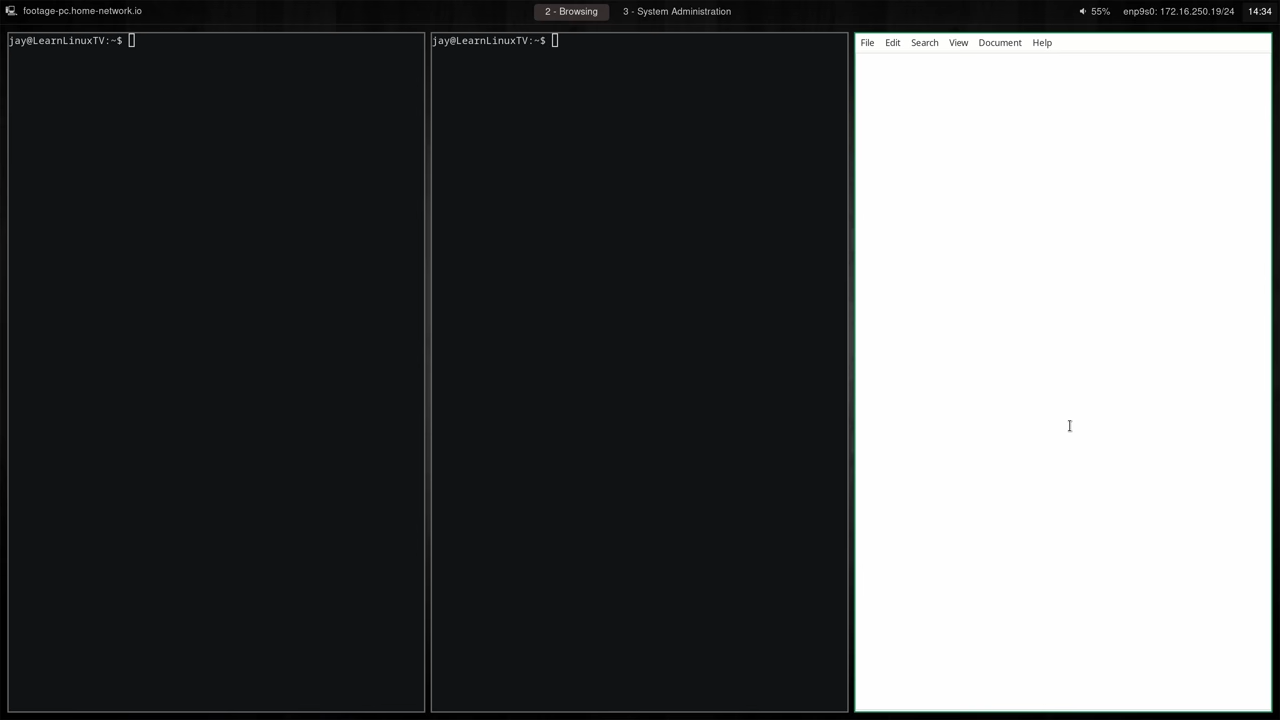 footage-pc.home-network.io
2 - Browsing
3 - System Administration
55%
enp9s0: 172.16.250.19/24
14:34
jay@LearnLinuxTV:~$
jay@LearnLinuxTV:~$
File Edit Search View Document Help